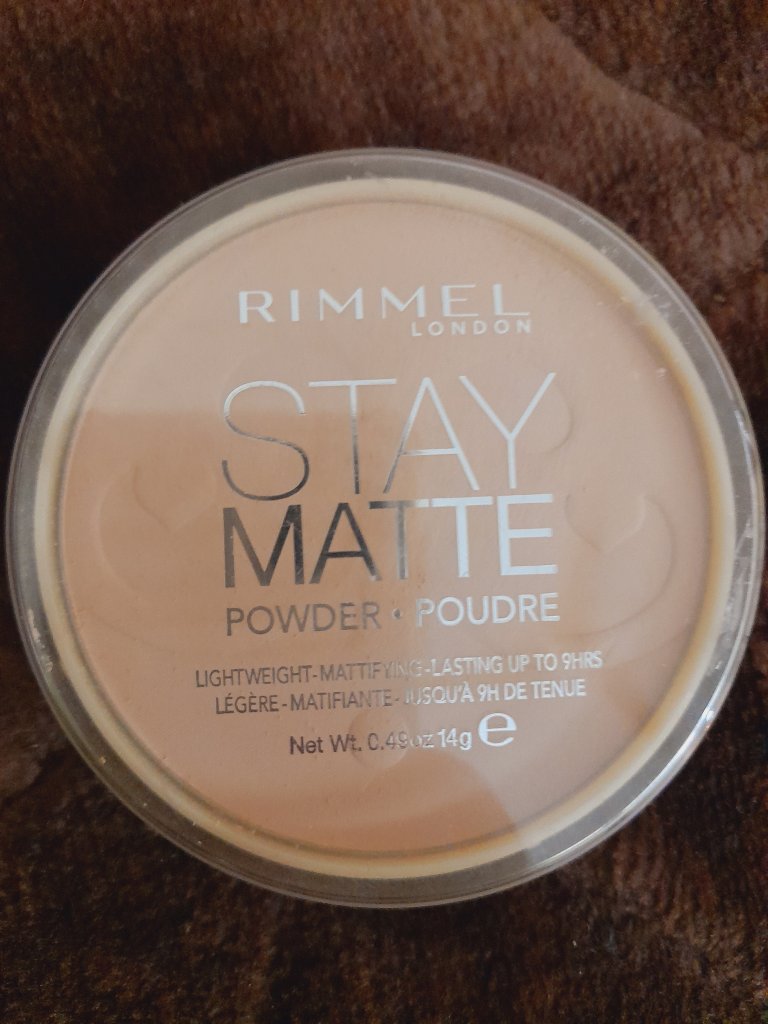 RIMMEL
LONDON
STAY
MATTE
POWDER • POUDRE
LIGHTWEIGHT-MATTIFYING-LASTING UP TO 9HRS
LÉGÈRE-MATIFIANTE-JUSQU'À 9H DE TENUE
Net Wt. 0.49oz 14g e